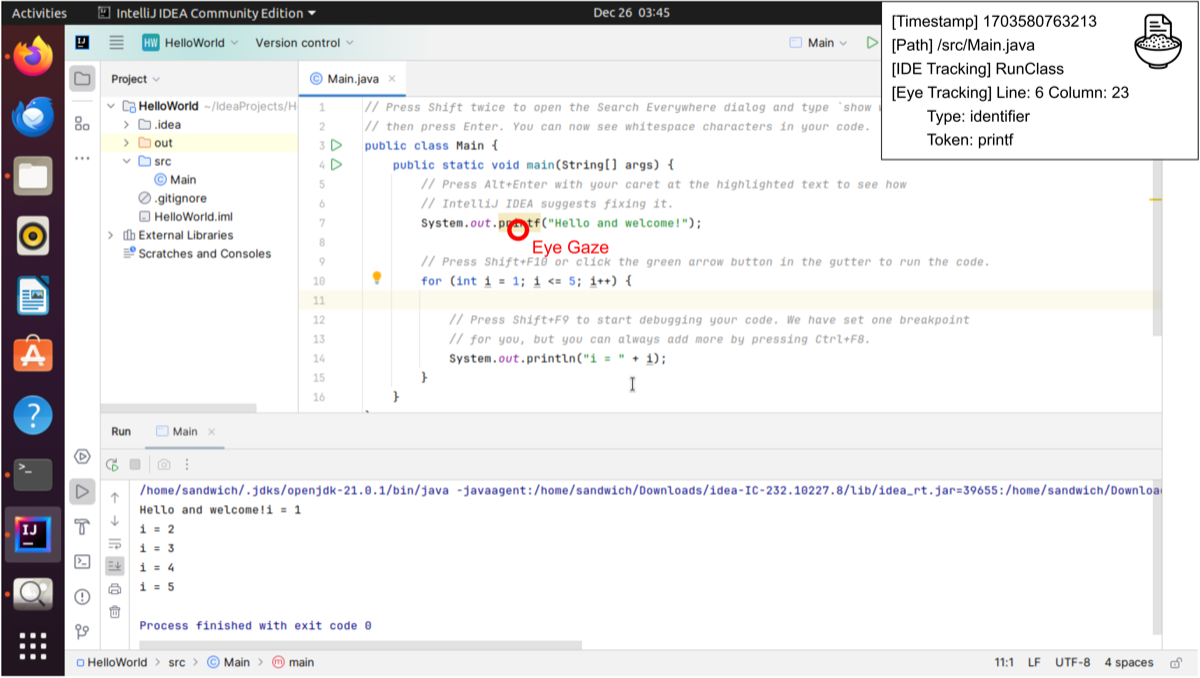 Activities
IntelliJ IDEA Community Edition
Dec 26 03:45
HW HelloWorld
Version control
Main
[Timestamp] 1703580763213
[Path] /src/Main.java
[IDE Tracking] RunClass
[Eye Tracking] Line: 6 Column: 23
Type: identifier
Token: printf
Project
HelloWorld ~/IdeaProjects/H
.idea
out
src
Main
.gitignore
HelloWorld.iml
External Libraries
Scratches and Consoles
Main.java
1 // Press Shift twice to open the Search Everywhere dialog and type `show
2 // then press Enter. You can now see whitespace characters in your code.
3 public class Main {
4 public static void main(String[] args) {
5 // Press Alt+Enter with your caret at the highlighted text to see how
6 // IntelliJ IDEA suggests fixing it.
7 System.out.printf("Hello and welcome!");
Eye Gaze
8
9 // Press Shift+F10 or click the green arrow button in the gutter to run the code.
10 for (int i = 1; i <= 5; i++) {
11
12 // Press Shift+F9 to start debugging your code. We have set one breakpoint
13 // for you, but you can always add more by pressing Ctrl+F8.
14 System.out.println("i = " + i);
15 }
16 }
Run
Main
/home/sandwich/.jdks/openjdk-21.0.1/bin/java -javaagent:/home/sandwich/Downloads/idea-IC-232.10227.8/lib/idea_rt.jar=39655:/home/sandwich/Downloa
Hello and welcome!i = 1
i = 2
i = 3
i = 4
i = 5
Process finished with exit code 0
HelloWorld > src > Main > main
11:1 LF UTF-8 4 spaces